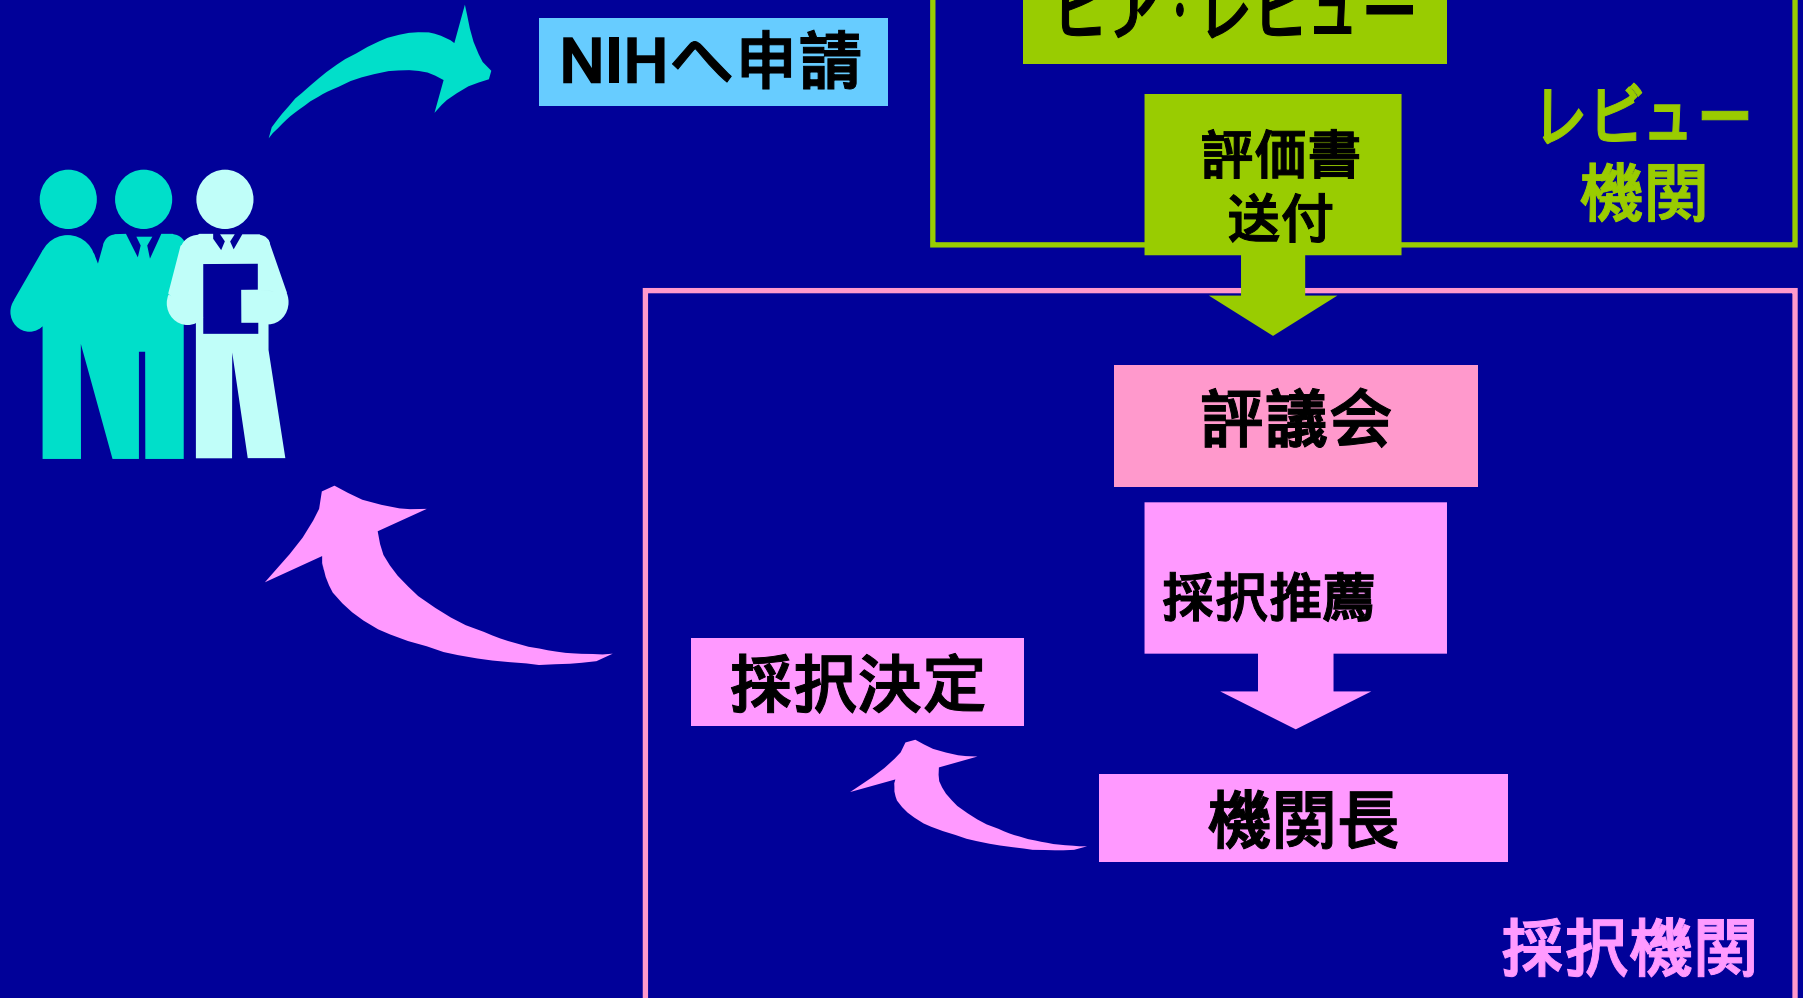 ピア・レビュー
NIHへ申請
レビュー
機関
評価書
送付
評議会
採択推薦
採択決定
機関長
採択機関